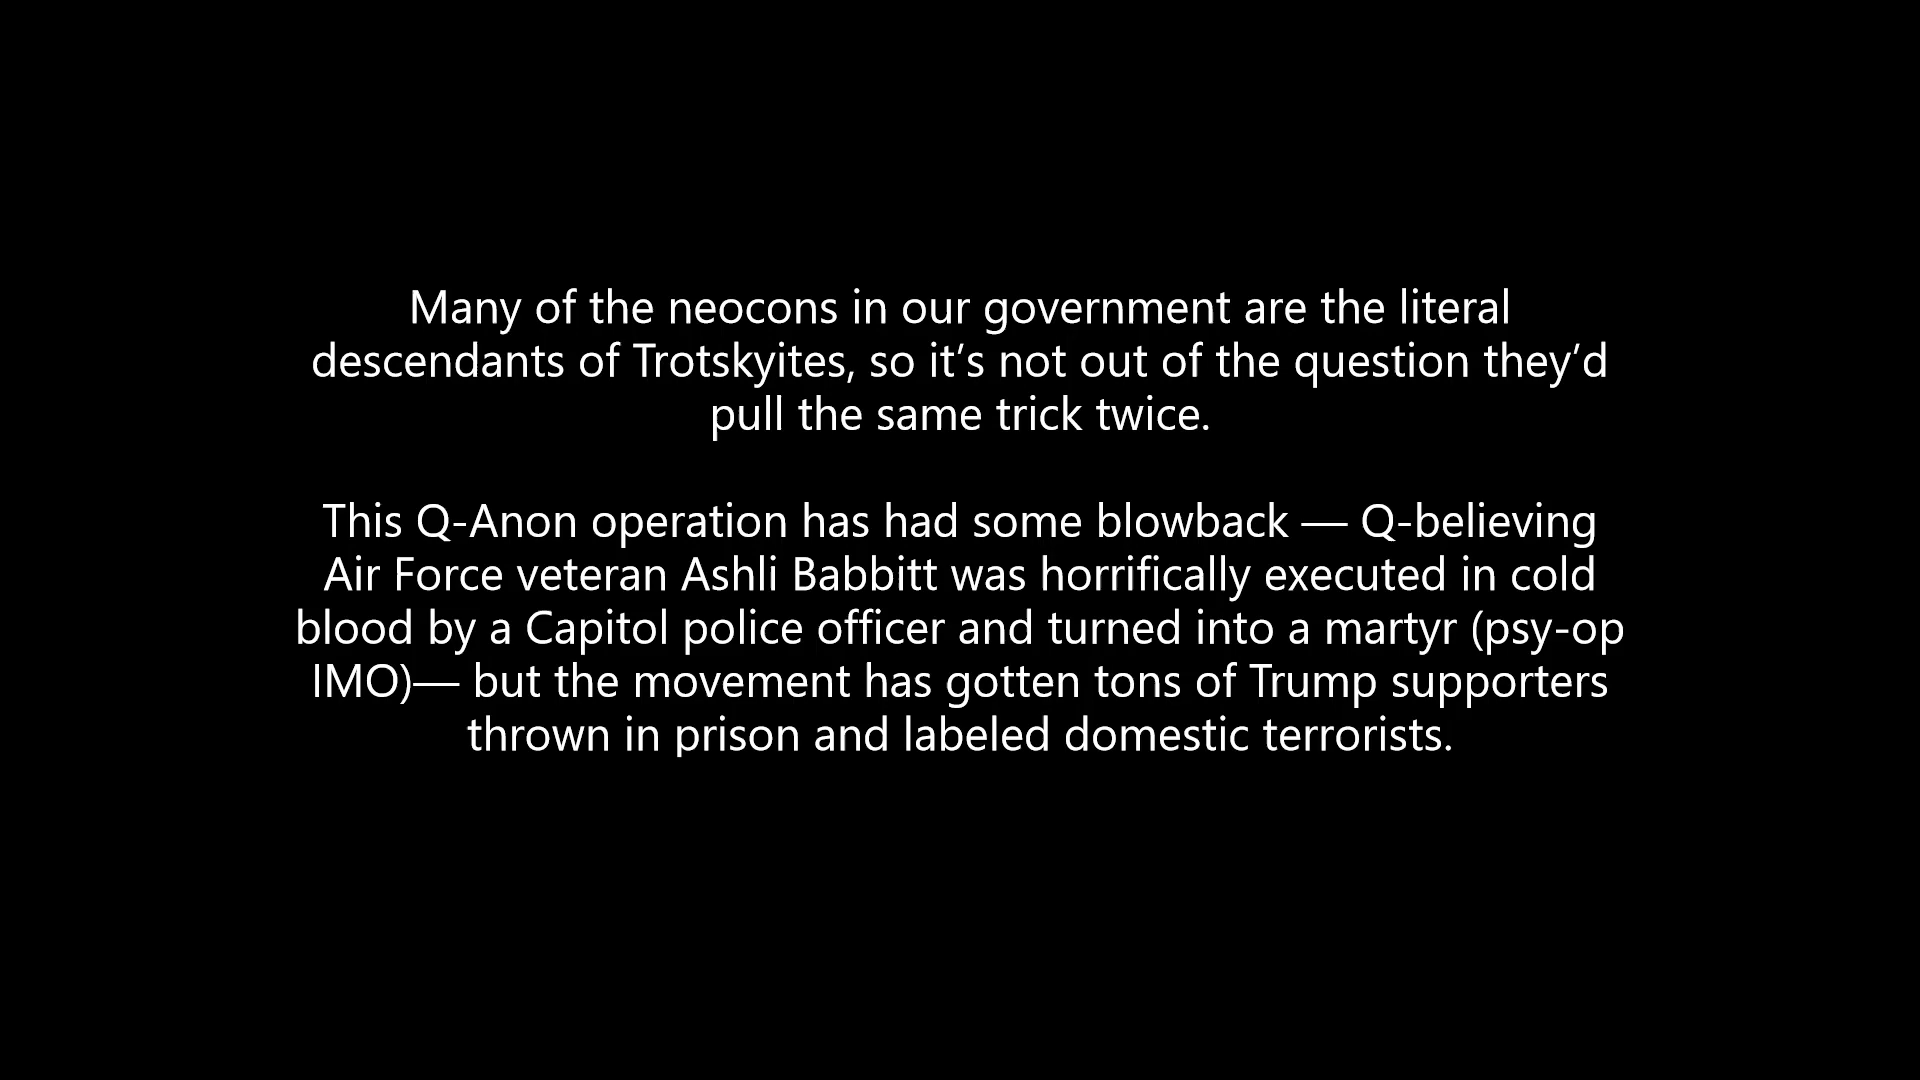 Many of the neocons in our government are the literal
descendants of Trotskyites, so it’s not out of the question they’d
pull the same trick twice.
This Q-Anon operation has had some blowback — Q-believing
Air Force veteran Ashli Babbitt was horrifically executed in cold
blood by a Capitol police officer and turned into a martyr (psy-op
IMO)— but the movement has gotten tons of Trump supporters
thrown in prison and labeled domestic terrorists.